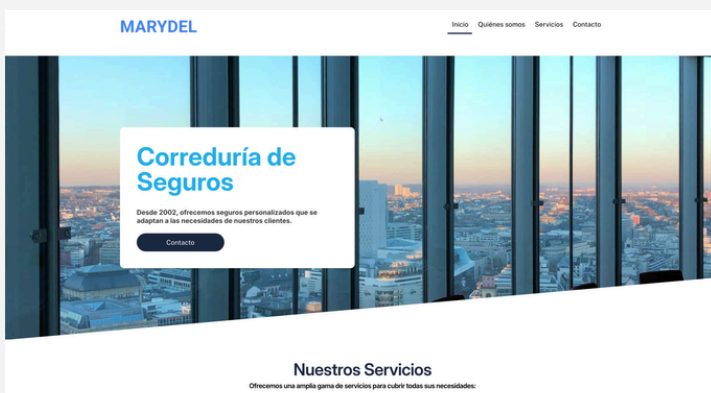 MARYDEL
Inicio Quiénes somos Servicios Contacto
Correduría de
Seguros
Desde 2002, ofrecemos seguros personalizados que se
adaptan a las necesidades de nuestros clientes.
Contacto
Nuestros Servicios
Ofrecemos una amplia gama de servicios para cubrir todas sus necesidades: